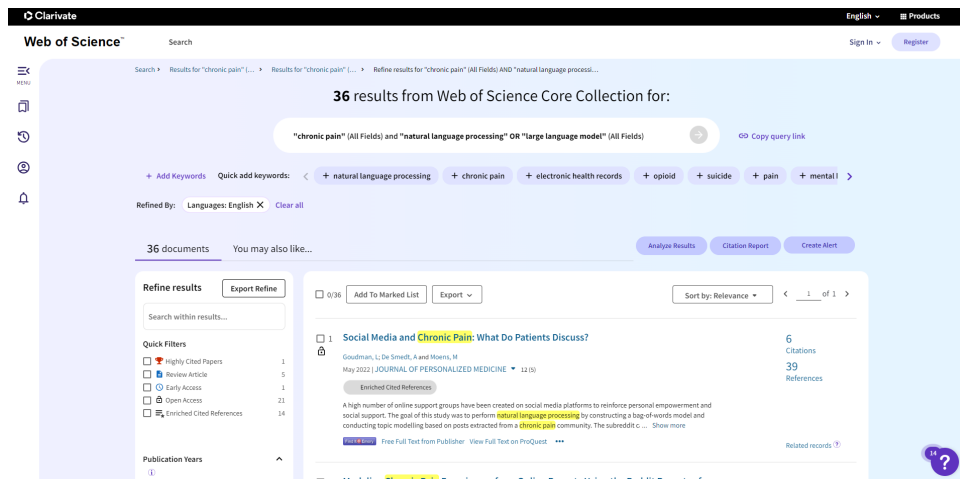 Clarivate
English
Products
Web of Science™
Search
Sign In
Register
MENU
Search > Results for "chronic pain" (... > Results for "chronic pain" (... > Refine results for "chronic pain" (All Fields) AND "natural language processi...
36 results from Web of Science Core Collection for:
"chronic pain" (All Fields) and "natural language processing" OR "large language model" (All Fields)
Copy query link
+ Add Keywords Quick add keywords: < + natural language processing + chronic pain + electronic health records + opioid + suicide + pain + mental >
Refined By: Languages: English X Clear all
36 documents You may also like...
Analyze Results Citation Report Create Alert
Refine results Export Refine
Search within results...
Quick Filters
Highly Cited Papers 1
Review Article 5
Early Access 1
Open Access 21
Enriched Cited References 14
Publication Years
0/36 Add To Marked List Export
Sort by: Relevance
< 1 of 1 >
1 Social Media and Chronic Pain: What Do Patients Discuss?
Goudman, L; De Smedt, A and Moens, M
May 2022 | JOURNAL OF PERSONALIZED MEDICINE 12 (5)
Enriched Cited References
A high number of online support groups have been created on social media platforms to reinforce personal empowerment and
social support. The goal of this study was to perform natural language processing by constructing a bag-of-words model and
conducting topic modelling based on posts extracted from a chronic pain community. The subreddit c ... Show more
Free Full Text from Publisher View Full Text on ProQuest •••
6
Citations
39
References
Related records ?
14
?